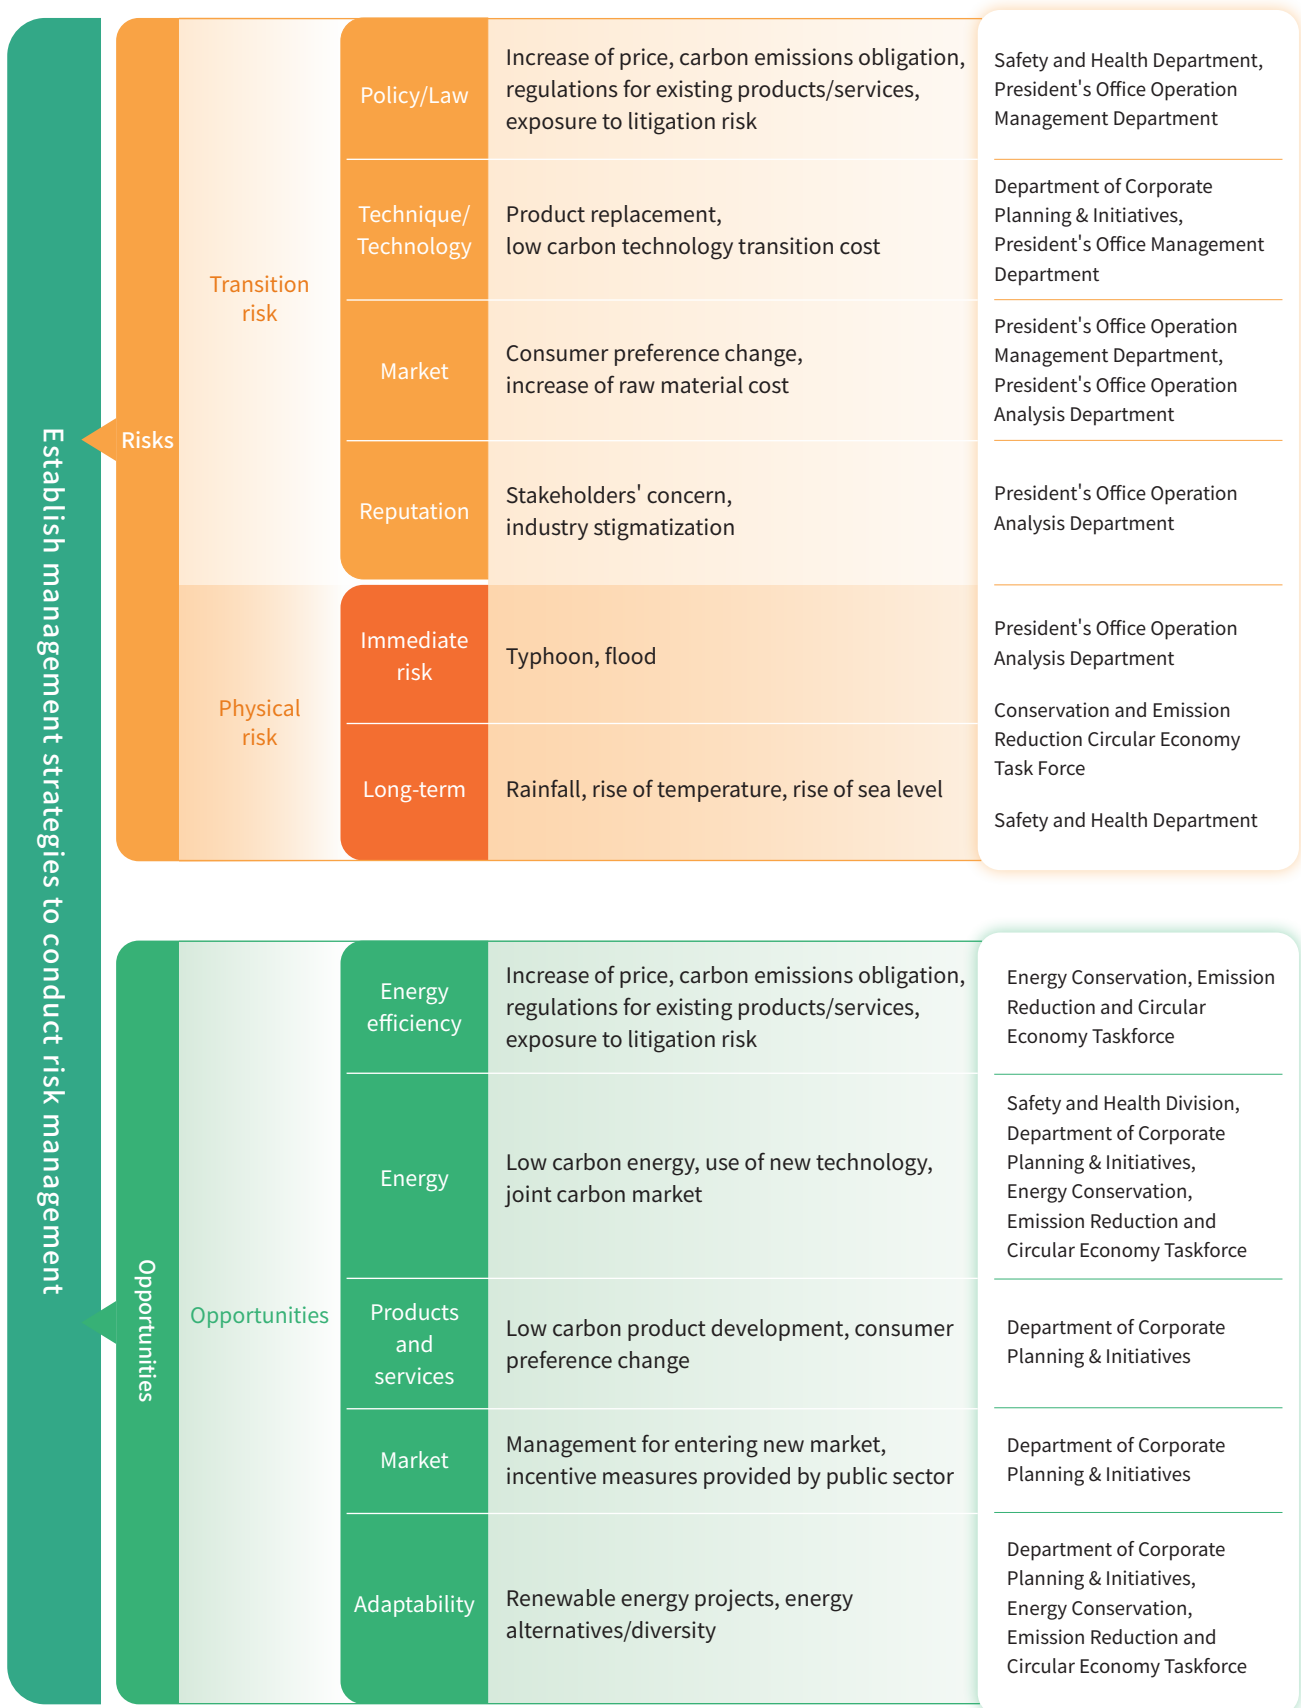 Establish management strategies to conduct risk management
Risks
Transition
risk
Policy/Law
Increase of price, carbon emissions obligation,
regulations for existing products/services,
exposure to litigation risk
Safety and Health Department,
President's Office Operation
Management Department
Technique/
Technology
Product replacement,
low carbon technology transition cost
Department of Corporate
Planning & Initiatives,
President's Office Management
Department
Market
Consumer preference change,
increase of raw material cost
President's Office Operation
Management Department,
President's Office Operation
Analysis Department
Reputation
Stakeholders' concern,
industry stigmatization
President's Office Operation
Analysis Department
Physical
risk
Immediate
risk
Typhoon, flood
Long-term
Rainfall, rise of temperature, rise of sea level
President's Office Operation
Analysis Department
Conservation and Emission
Reduction Circular Economy
Task Force
Safety and Health Department
Opportunities
Opportunities
Energy
efficiency
Increase of price, carbon emissions obligation,
regulations for existing products/services,
exposure to litigation risk
Energy Conservation, Emission
Reduction and Circular
Economy Taskforce
Energy
Low carbon energy, use of new technology,
joint carbon market
Safety and Health Division,
Department of Corporate
Planning & Initiatives,
Energy Conservation,
Emission Reduction and
Circular Economy Taskforce
Products
and
services
Low carbon product development, consumer
preference change
Department of Corporate
Planning & Initiatives
Market
Management for entering new market,
incentive measures provided by public sector
Department of Corporate
Planning & Initiatives
Adaptability
Renewable energy projects, energy
alternatives/diversity
Department of Corporate
Planning & Initiatives,
Energy Conservation,
Emission Reduction and
Circular Economy Taskforce